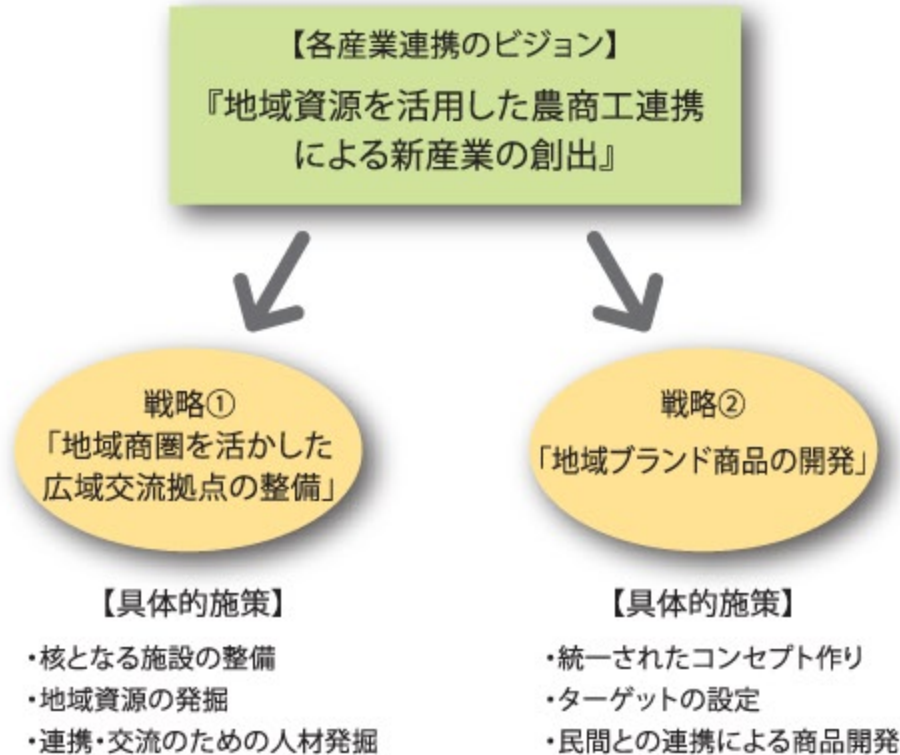 【各産業連携のビジョン】
『地域資源を活用した農商工連携
による新産業の創出』
戦略①
「地域商圏を活かした
広域交流拠点の整備」
【具体的施策】
・核となる施設の整備
・地域資源の発掘
・連携・交流のための人材発掘
戦略②
「地域ブランド商品の開発」
【具体的施策】
・統一されたコンセプト作り
・ターゲットの設定
・民間との連携による商品開発